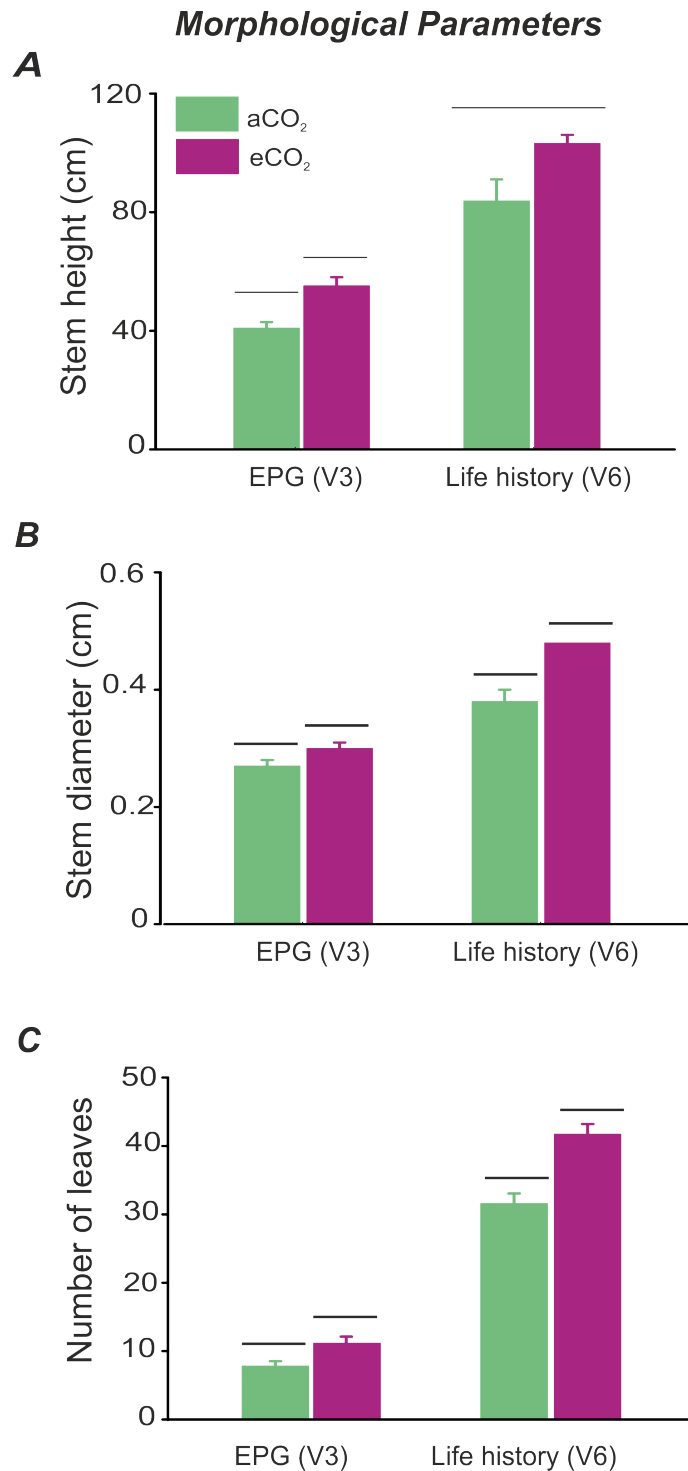 Morphological Parameters
A
120
80
40
0
Stem height (cm)
aCO₂
eCO₂
EPG (V3)
Life history (V6)
B
0.6
0.4
0.2
0
Stem diameter (cm)
EPG (V3)
Life history (V6)
C
50
40
30
20
10
0
Number of leaves
EPG (V3)
Life history (V6)